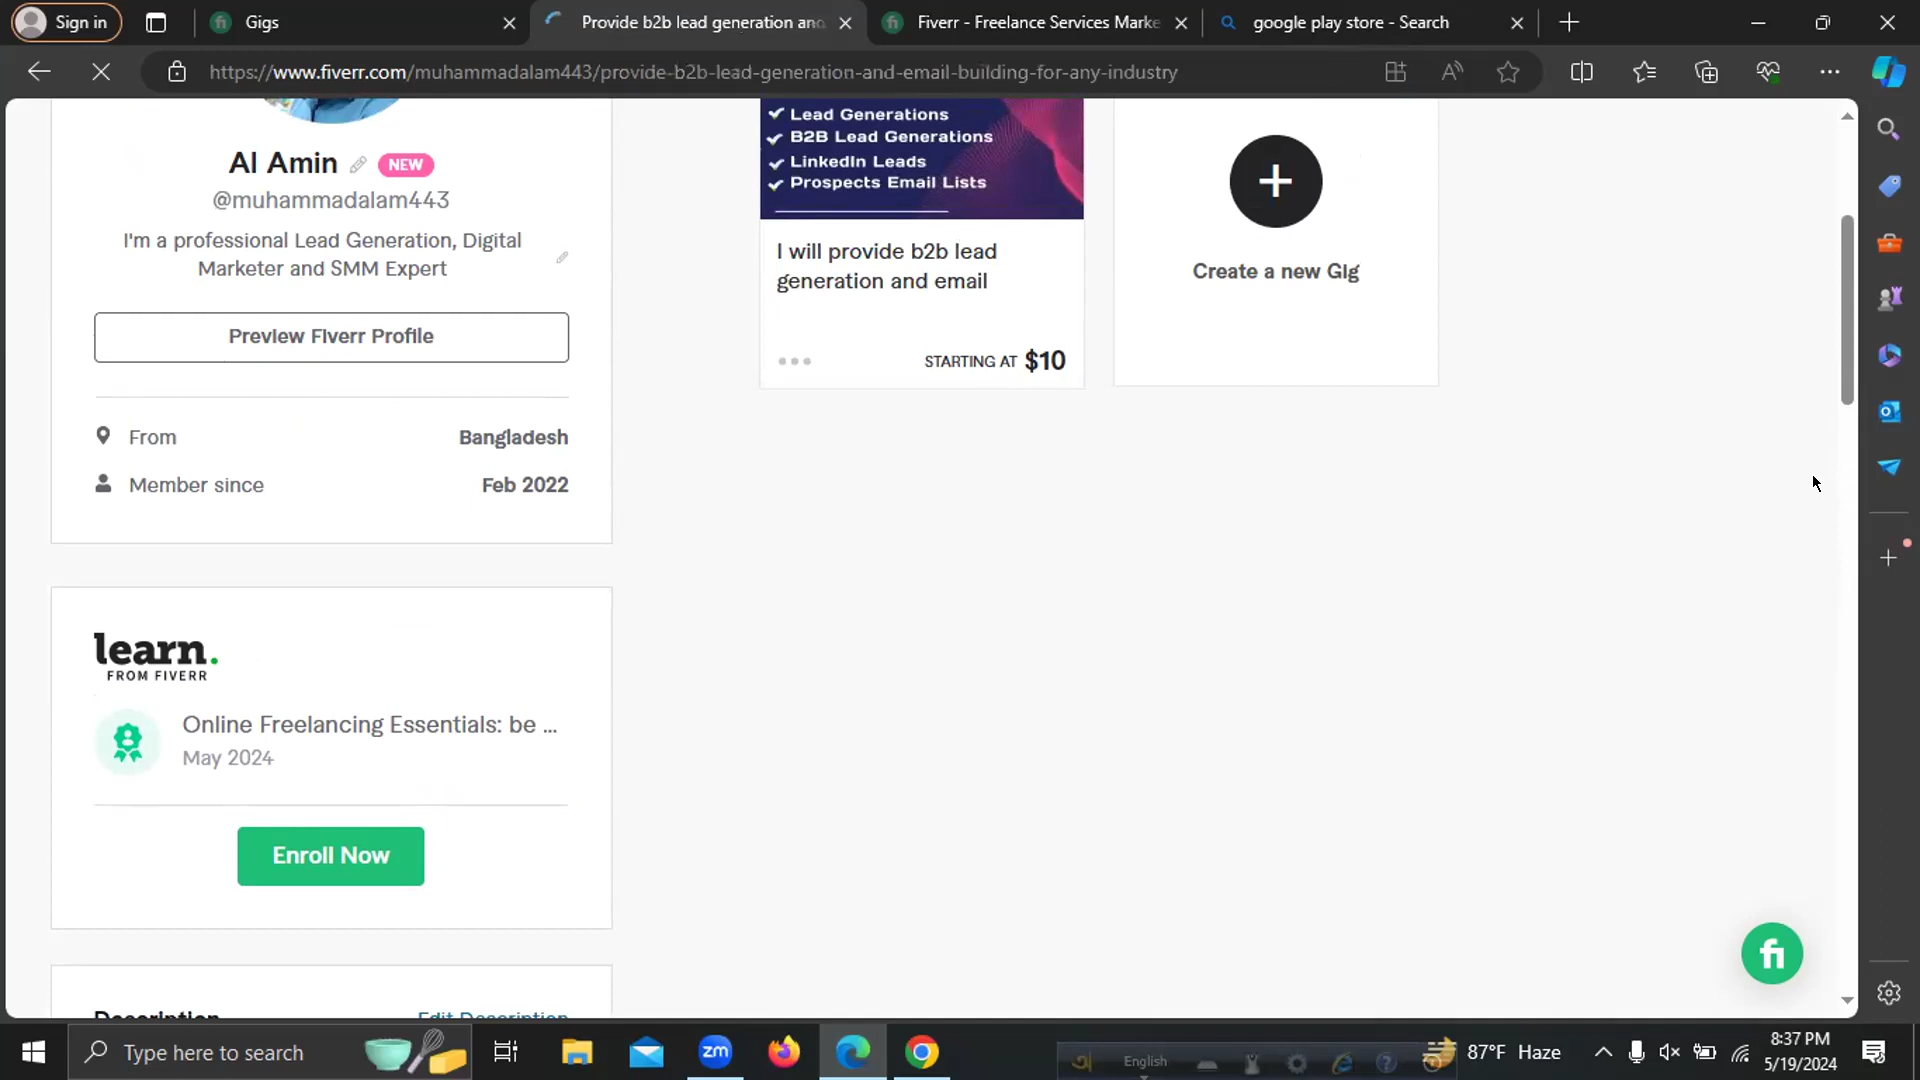 Sign in
Gigs
Provide b2b lead generation and
Fiverr - Freelance Services Marke
google play store - Search
https://www.fiverr.com/muhammadalam443/provide-b2b-lead-generation-and-email-building-for-any-industry
Al Amin NEW
@muhammadalam443
I'm a professional Lead Generation, Digital
Marketer and SMM Expert
Preview Fiverr Profile
From Bangladesh
Member since Feb 2022
learn.
FROM FIVERR
Online Freelancing Essentials: be ...
May 2024
Enroll Now
Description Edit Description
Lead Generations
B2B Lead Generations
LinkedIn Leads
Prospects Email Lists
I will provide b2b lead
generation and email
STARTING AT $10
Create a new Gig
fi
Type here to search
zm
English
87°F Haze
8:37 PM
5/19/2024